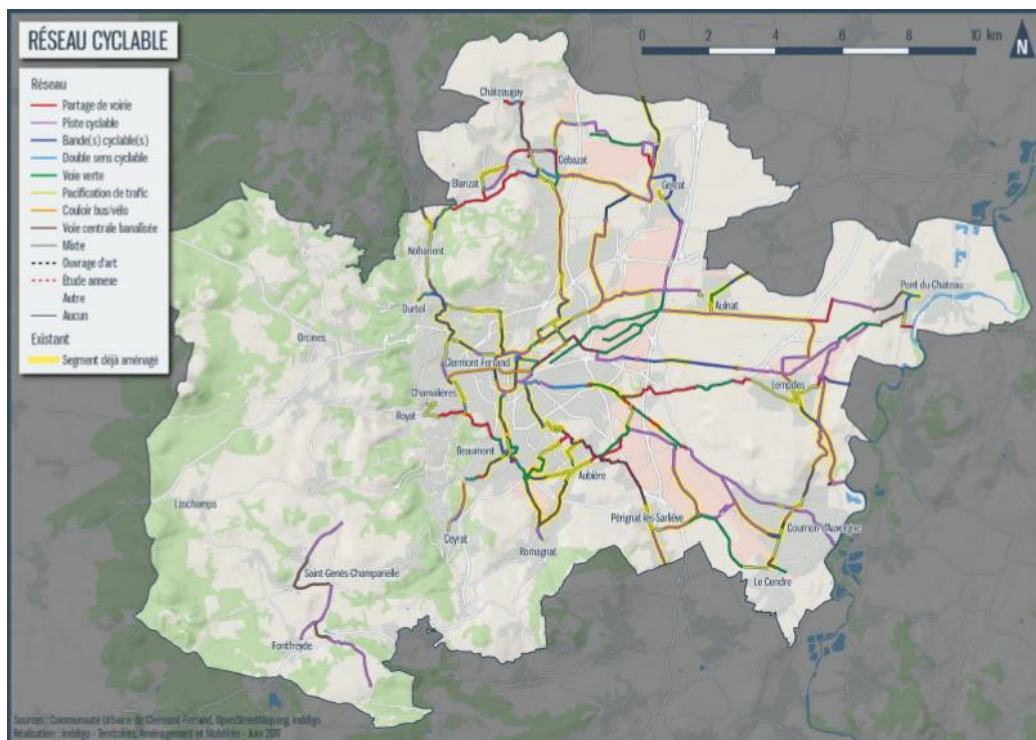 RÉSEAU CYCLABLE
0 2 4 6 8 10 km
N
Réseau
Partage de voirie
Piste cyclable
Bande(s) cyclable(s)
Double sens cyclable
Voie verte
Pacification de trafic
Couloir bus/vélo
Voie centrale banalisée
Mixte
Ouvrage d'art
Étude annexe
Autre
Aucun
Existant
Segment déjà aménagé
Châteaugay
Cébazat
Blanzat
Gerzat
Nohanent
Pont du Château
Aulnat
Durtol
Orcines
Clermont-Ferrand
Lempdes
Chamalières
Royat
Beaumont
Aubière
Laschamps
Pérignat les-Sarliève
Cournon d'Auvergne
Ceyrat
Romagnat
Saint-Genès-Champanelle
Le Cendre
Fontfreyde
Sources : Communauté Urbaine de Clermont-Ferrand, OpenStreetMap.org, Inddigo
Réalisation : Inddigo - Territoires, Aménagement et Mobilités - Juin 2017